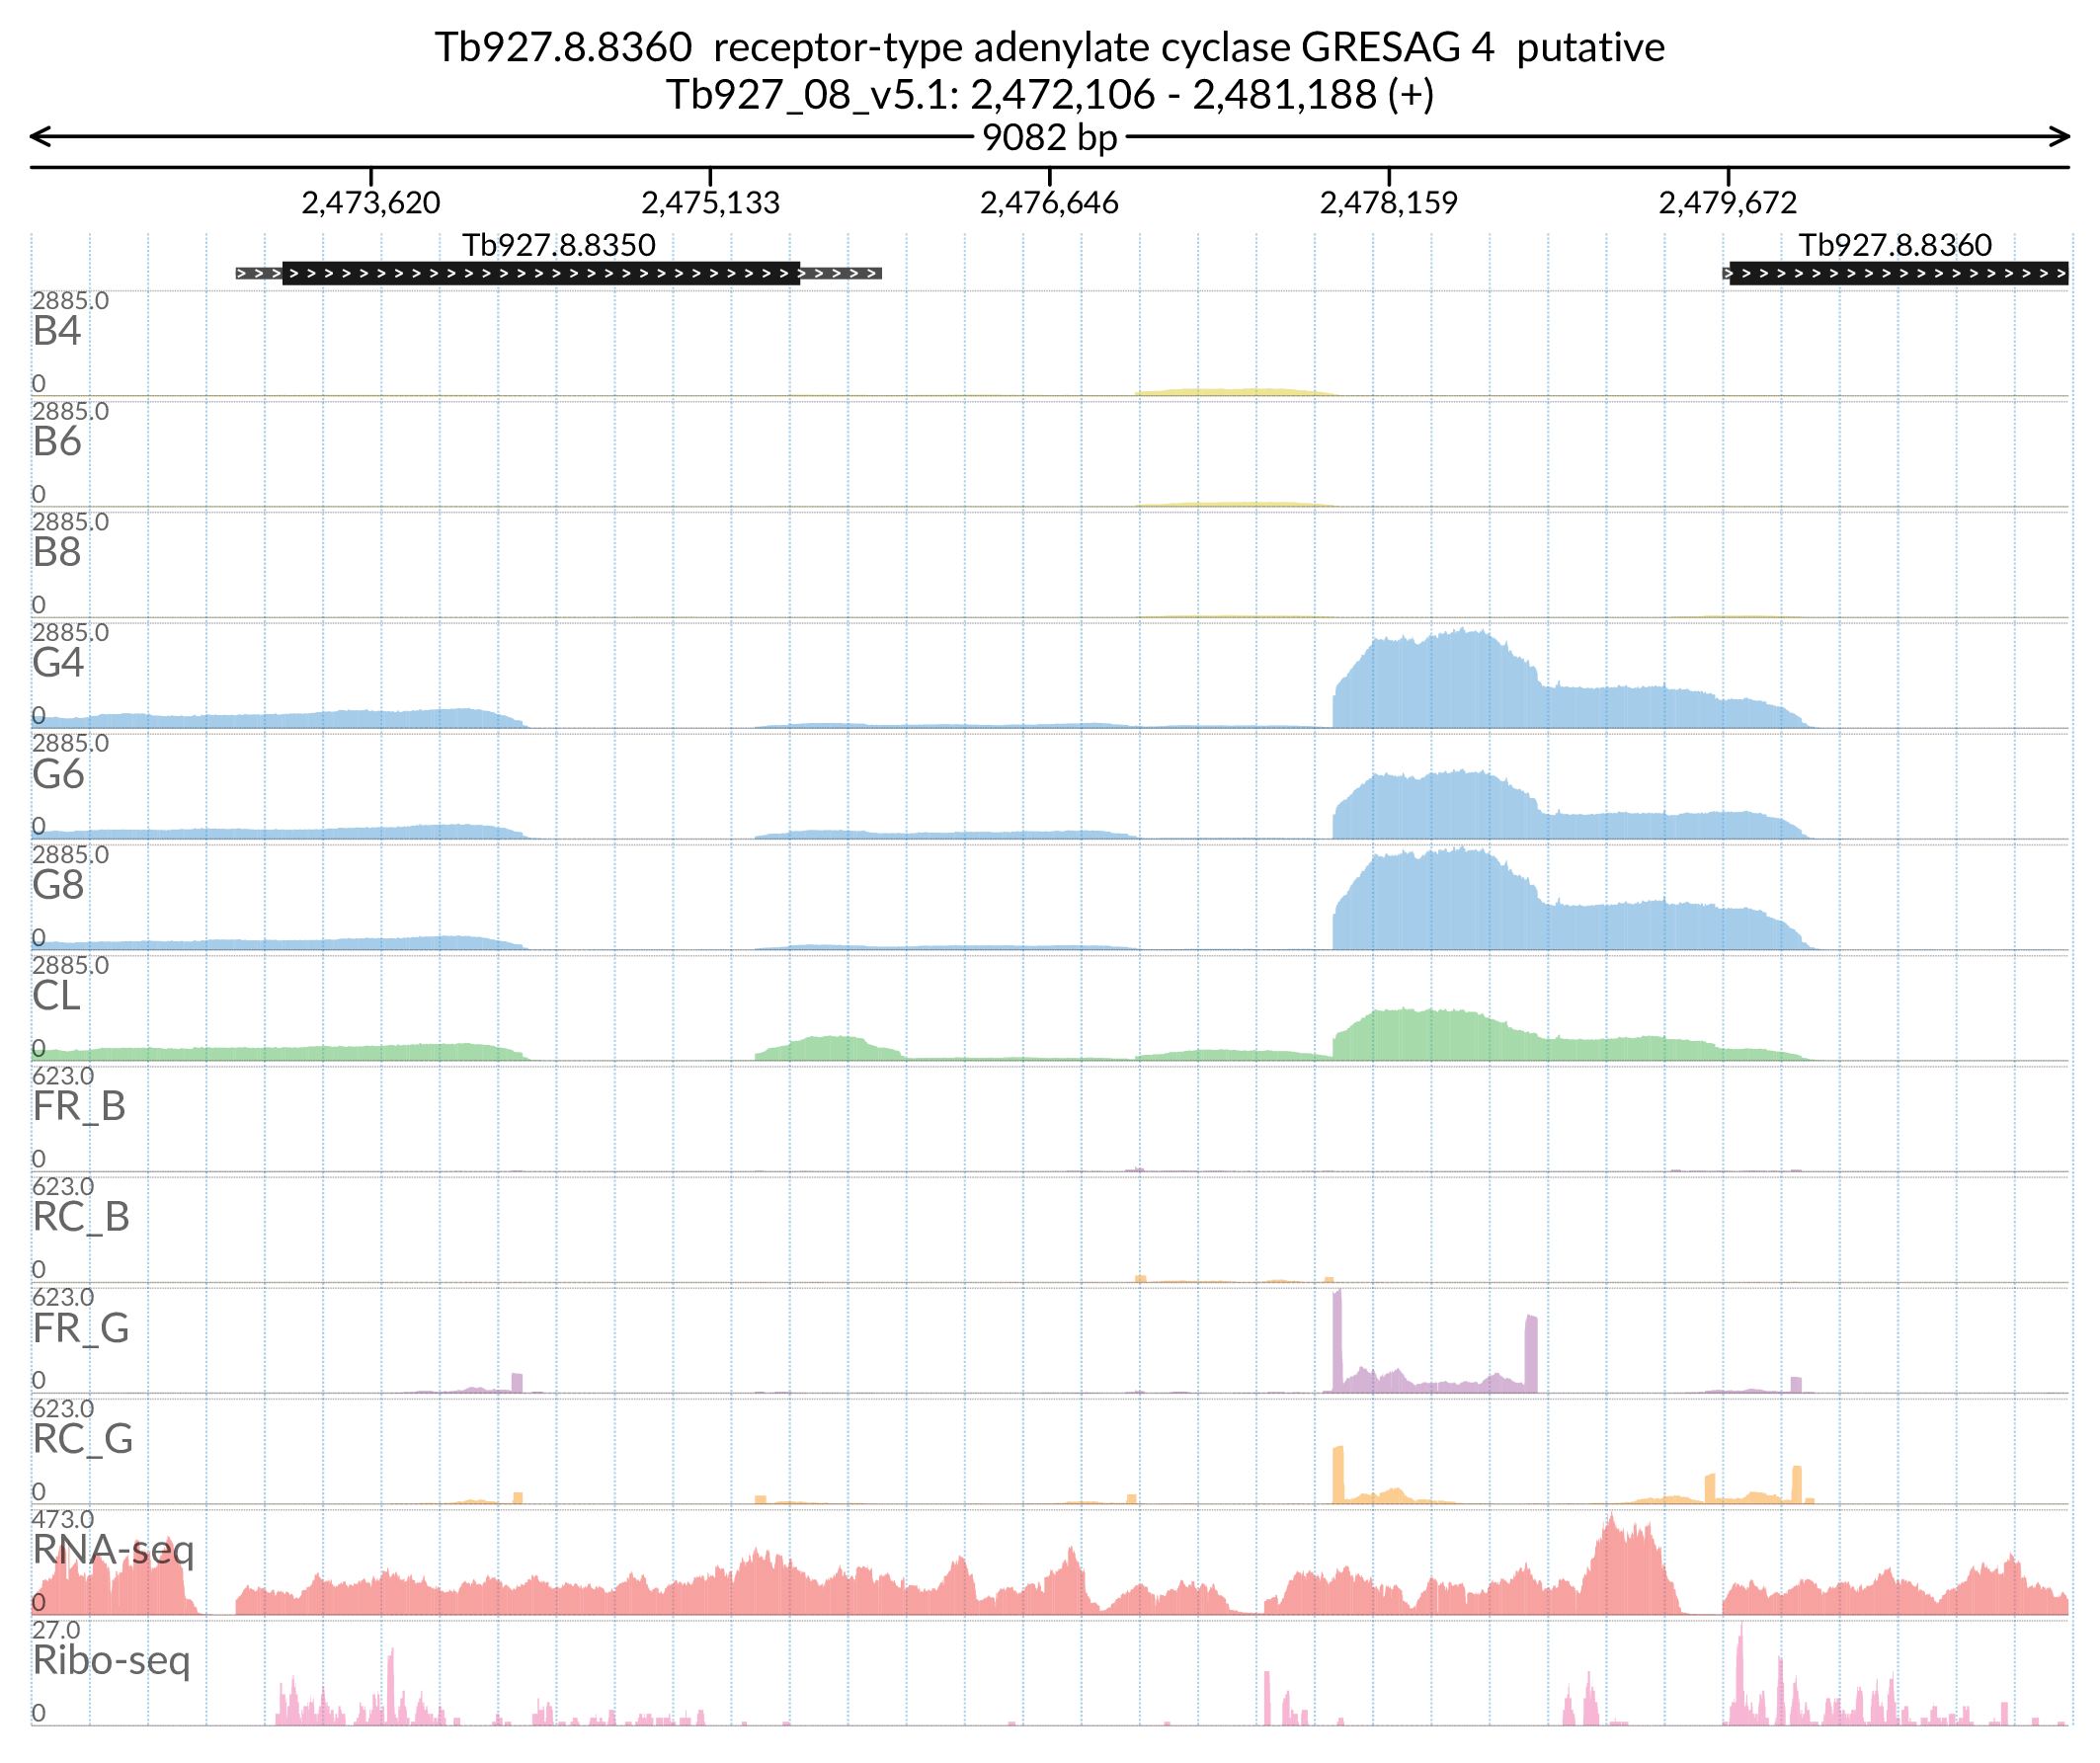 Tb927.8.8360  receptor-type adenylate cyclase GRESAG 4  putative
Tb927_08_v5.1: 2,472,106 - 2,481,188 (+)
9082 bp
2,473,620 2,475,133 2,476,646 2,478,159 2,479,672
Tb927.8.8350 Tb927.8.8360
2885.0
B4
0
2885.0
B6
0
2885.0
B8
0
2885.0
G4
0
2885.0
G6
0
2885.0
G8
0
2885.0
CL
0
623.0
FR_B
0
623.0
RC_B
0
623.0
FR_G
0
623.0
RC_G
0
473.0
RNA-seq
0
27.0
Ribo-seq
0